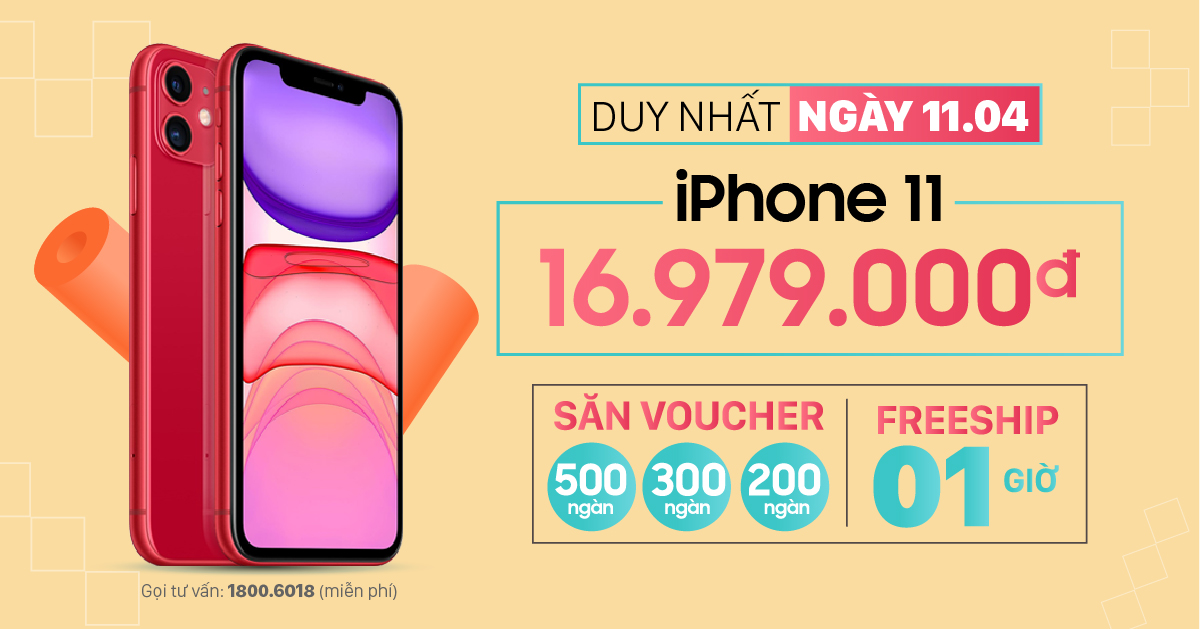 DUY NHẤT NGÀY 11.04
iPhone 11
16.979.000đ
SĂN VOUCHER
500 ngàn
300 ngàn
200 ngàn
FREESHIP
01 GIỜ
Gọi tư vấn: 1800.6018 (miễn phí)